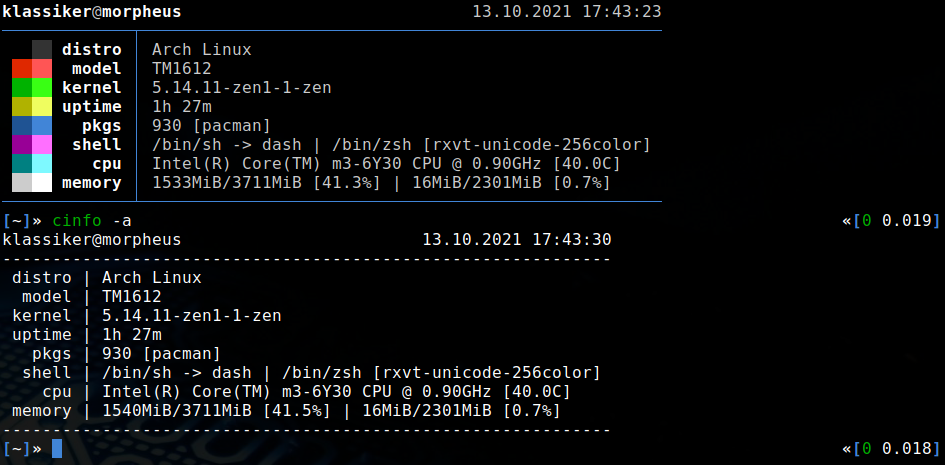 klassiker@morpheus 13.10.2021 17:43:23
distro Arch Linux
model TM1612
kernel 5.14.11-zen1-1-zen
uptime 1h 27m
pkgs 930 [pacman]
shell /bin/sh -> dash | /bin/zsh [rxvt-unicode-256color]
cpu Intel(R) Core(TM) m3-6Y30 CPU @ 0.90GHz [40.0C]
memory 1533MiB/3711MiB [41.3%] | 16MiB/2301MiB [0.7%]
[~]» cinfo -a «[0 0.019]
klassiker@morpheus 13.10.2021 17:43:30
-------------------------------------------------------------
distro | Arch Linux
model | TM1612
kernel | 5.14.11-zen1-1-zen
uptime | 1h 27m
pkgs | 930 [pacman]
shell | /bin/sh -> dash | /bin/zsh [rxvt-unicode-256color]
cpu | Intel(R) Core(TM) m3-6Y30 CPU @ 0.90GHz [40.0C]
memory | 1540MiB/3711MiB [41.5%] | 16MiB/2301MiB [0.7%]
-------------------------------------------------------------
[~]» «[0 0.018]